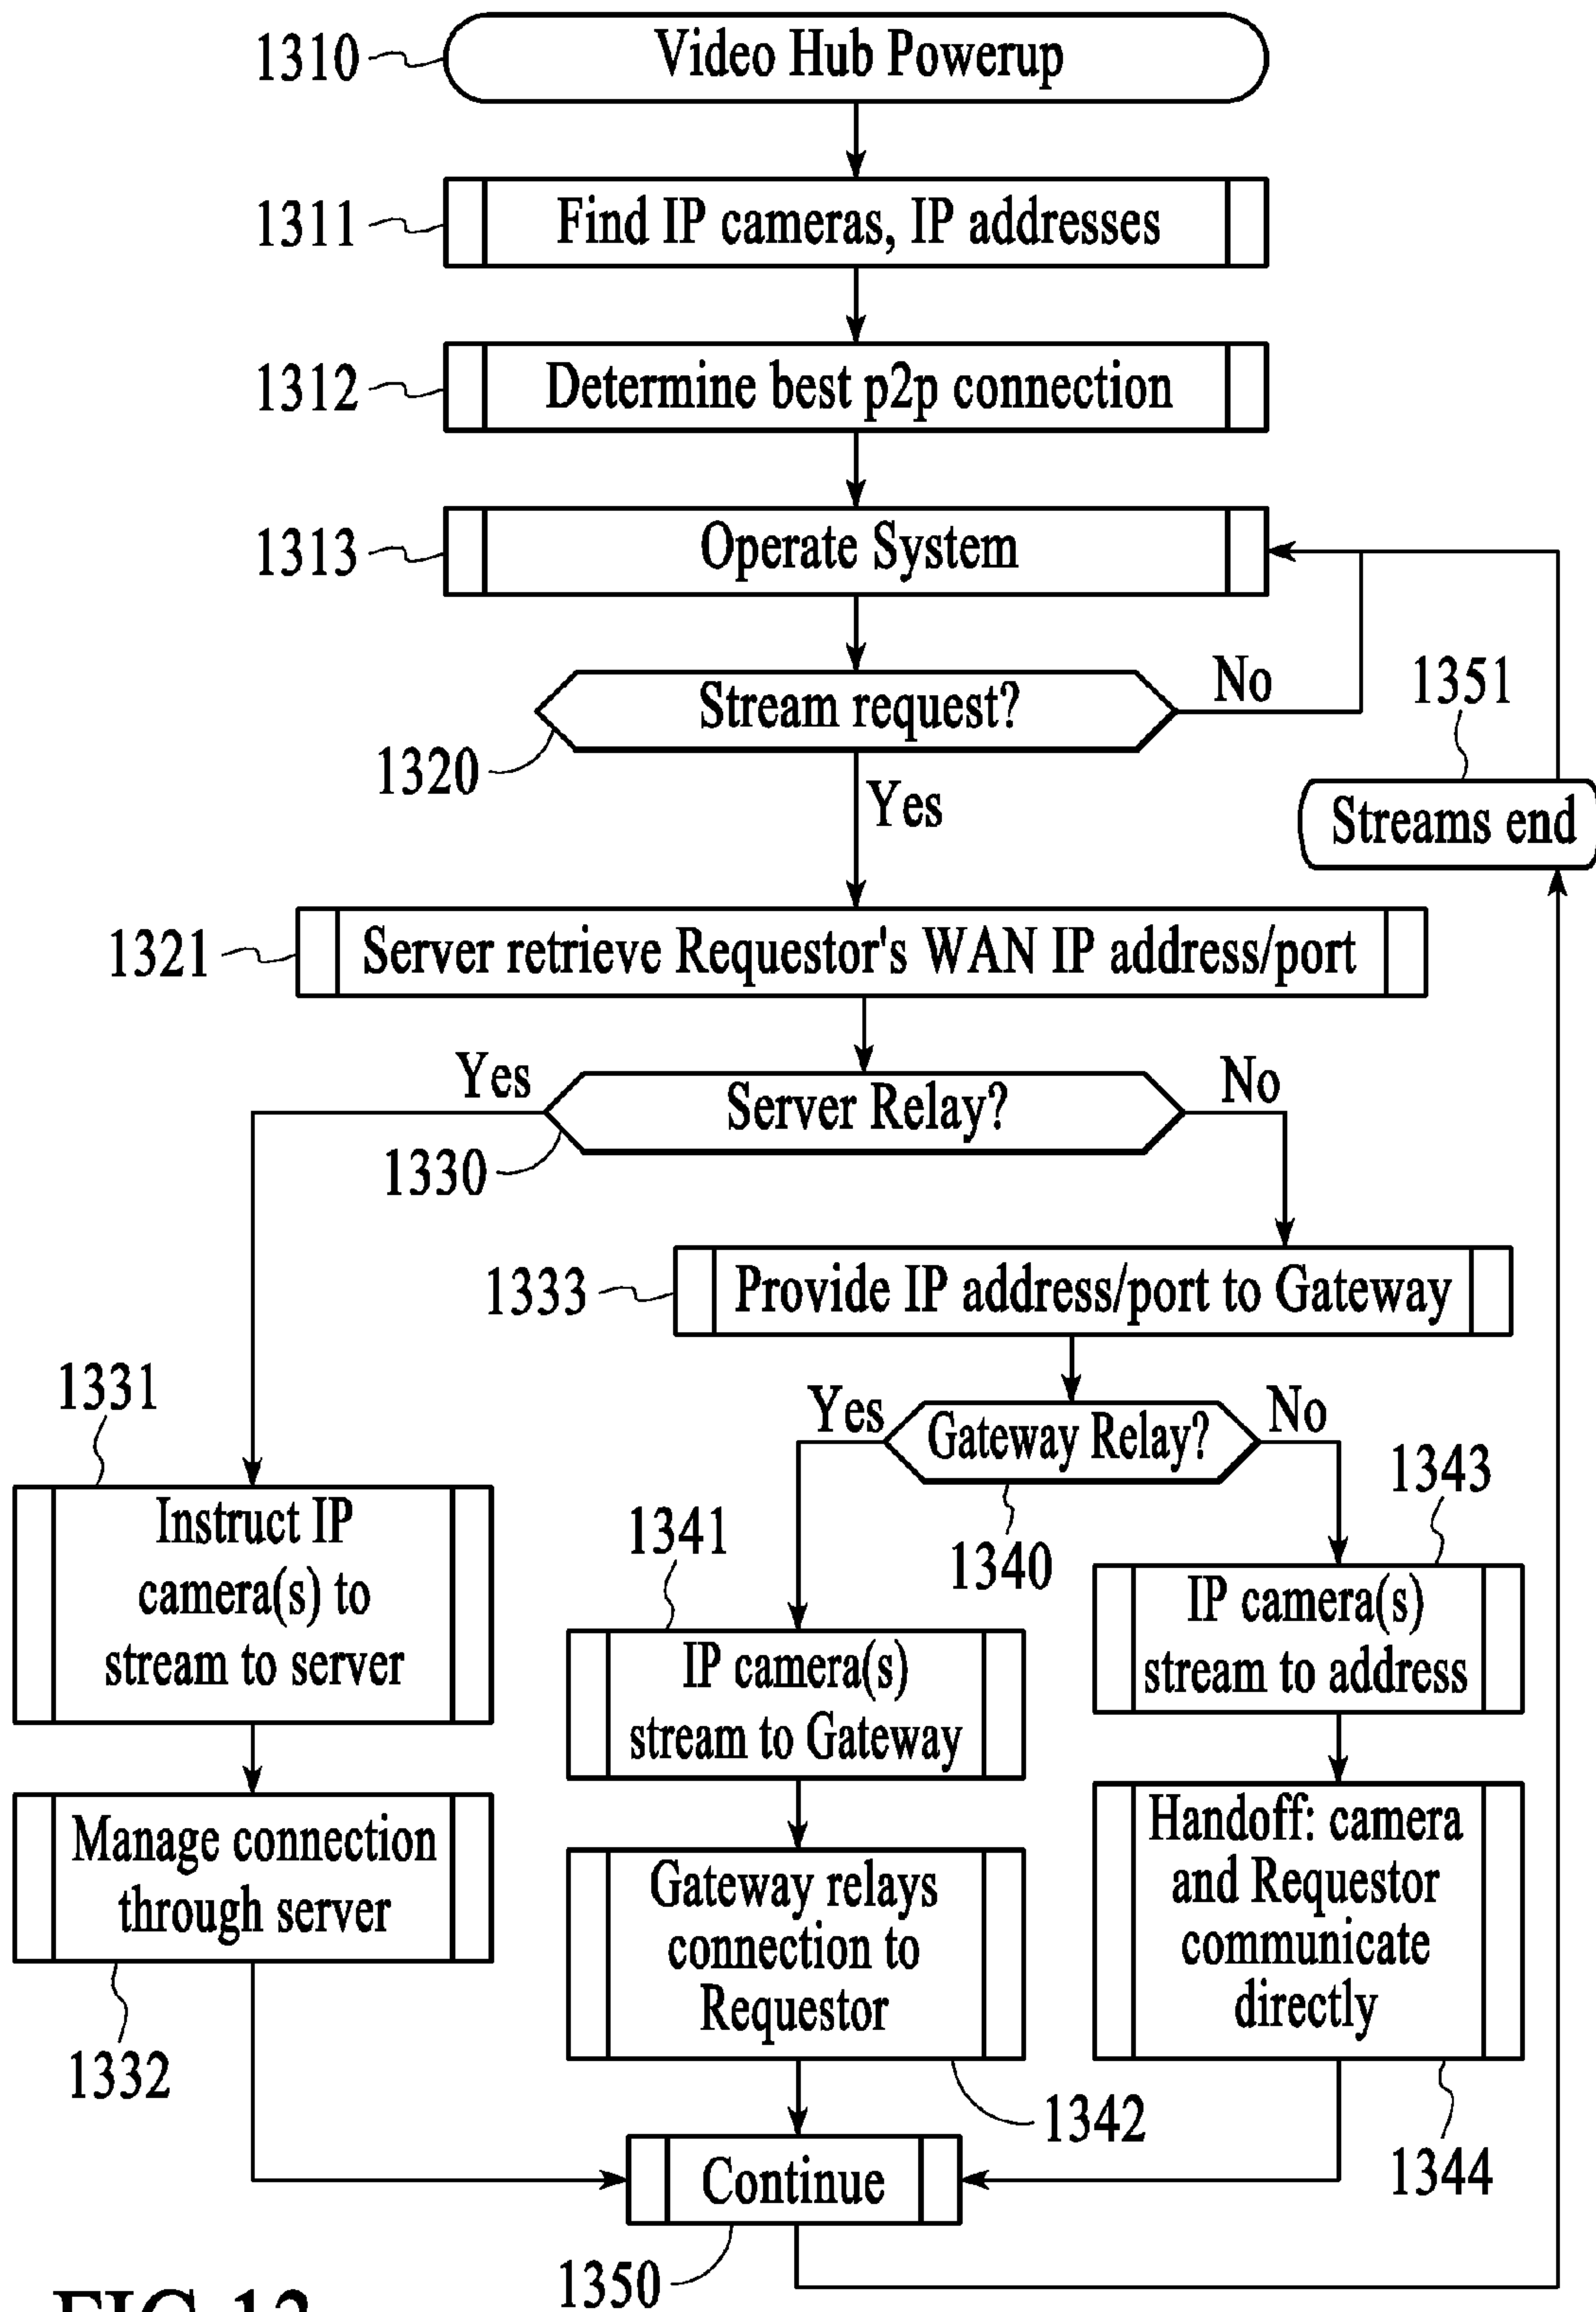 1310
Video Hub Powerup
1311
Find IP cameras, IP addresses
1312
Determine best p2p connection
1313
Operate System
Stream request?
No
1320
Yes
1351
Streams end
1321
Server retrieve Requestor's WAN IP address/port
Yes
Server Relay?
No
1330
1333
Provide IP address/port to Gateway
Yes
Gateway Relay?
No
1340
1331
Instruct IP
camera(s) to
stream to server
1341
IP camera(s)
stream to Gateway
1343
IP camera(s)
stream to address
Manage connection
through server
1332
Gateway relays
connection to
Requestor
1342
Handoff: camera
and Requestor
communicate
directly
1344
Continue
1350